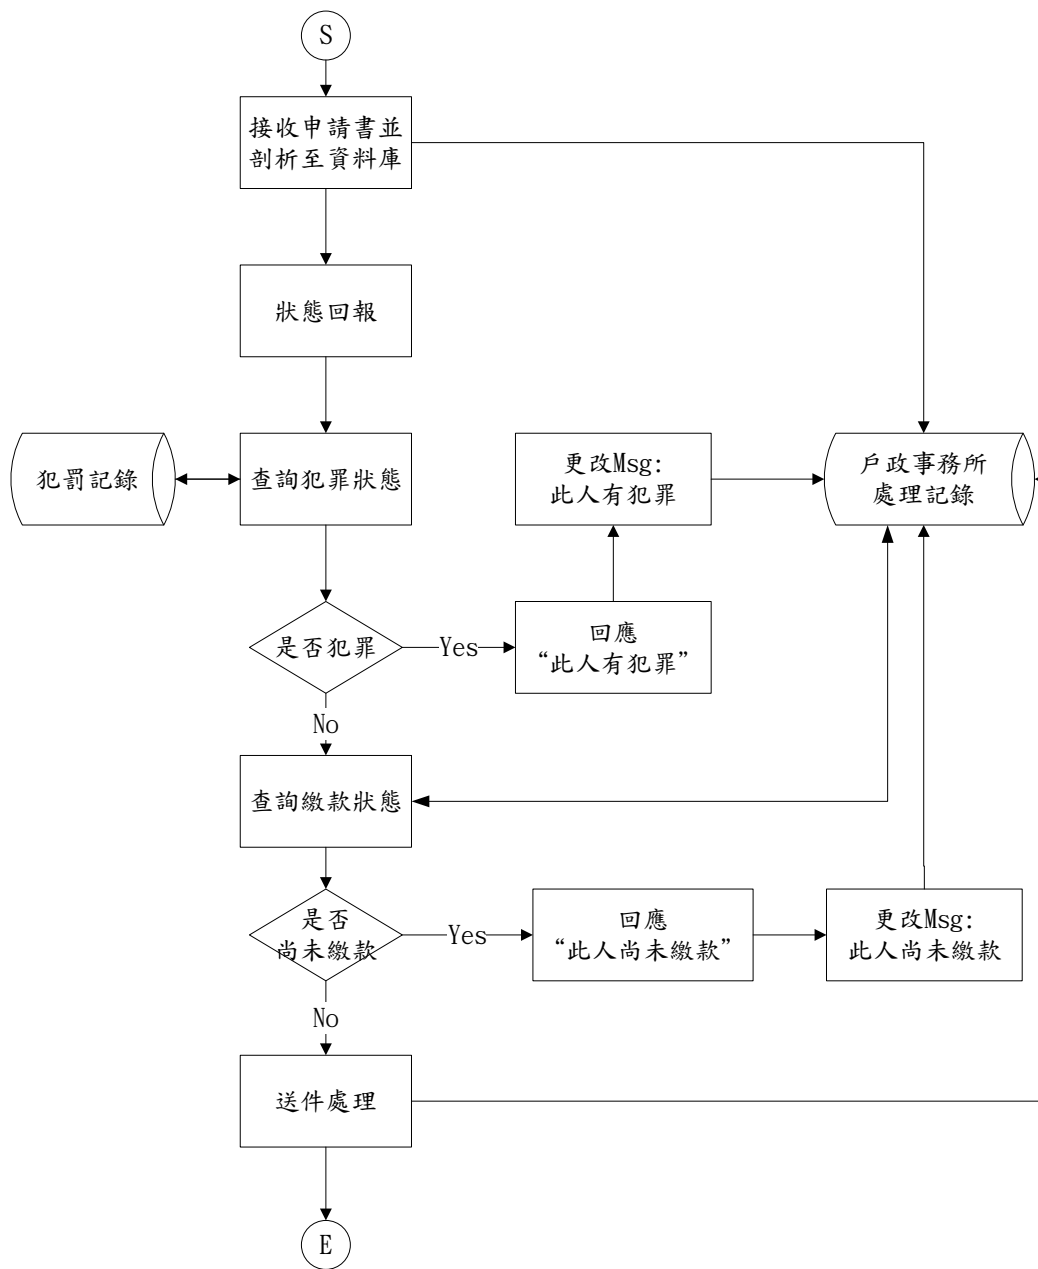 S
接收申請書並
剖析至資料庫
狀態回報
犯罰記錄
查詢犯罪狀態
更改Msg:
此人有犯罪
戶政事務所
處理記錄
是否犯罪
Yes
回應
“此人有犯罪”
No
查詢繳款狀態
是否
尚未繳款
Yes
回應
“此人尚未繳款”
更改Msg:
此人尚未繳款
No
送件處理
E